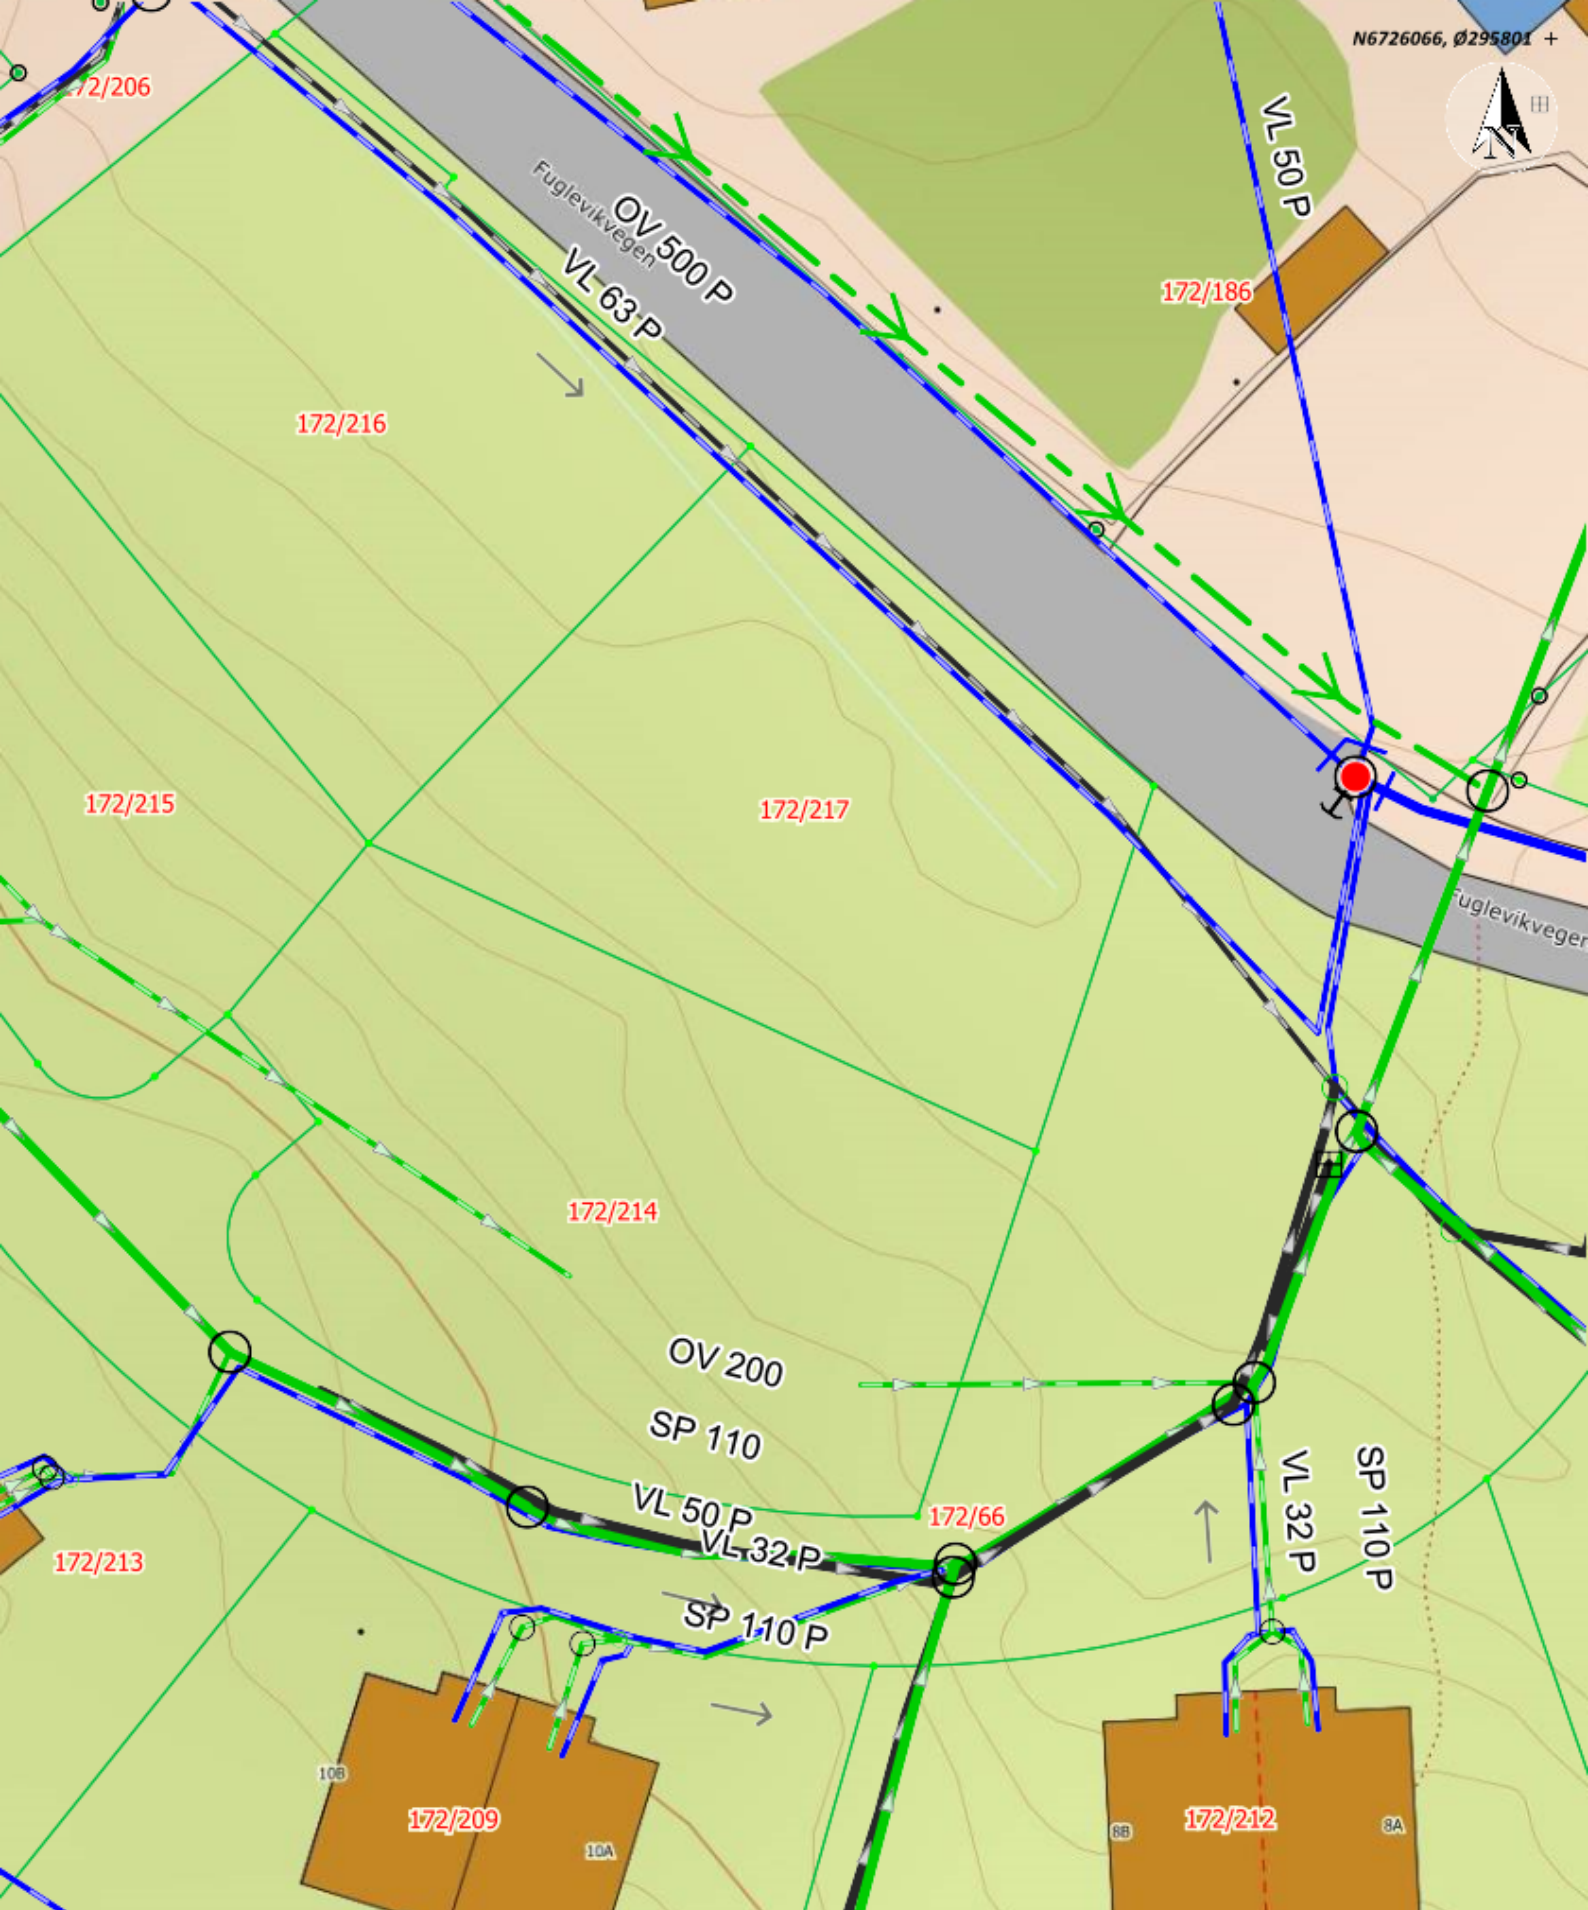 N6726066, Ø295801
N
172/206
VL 50 P
Fuglevikvegen
OV 500 P
VL 63 P
172/186
172/216
172/215
172/217
Fuglevikvegen
172/214
OV 200
SP 110
VL 50 P
VL 32 P
SP 110 P
172/66
VL 32 P
SP 110 P
172/213
10B
172/209
10A
8B
172/212
8A